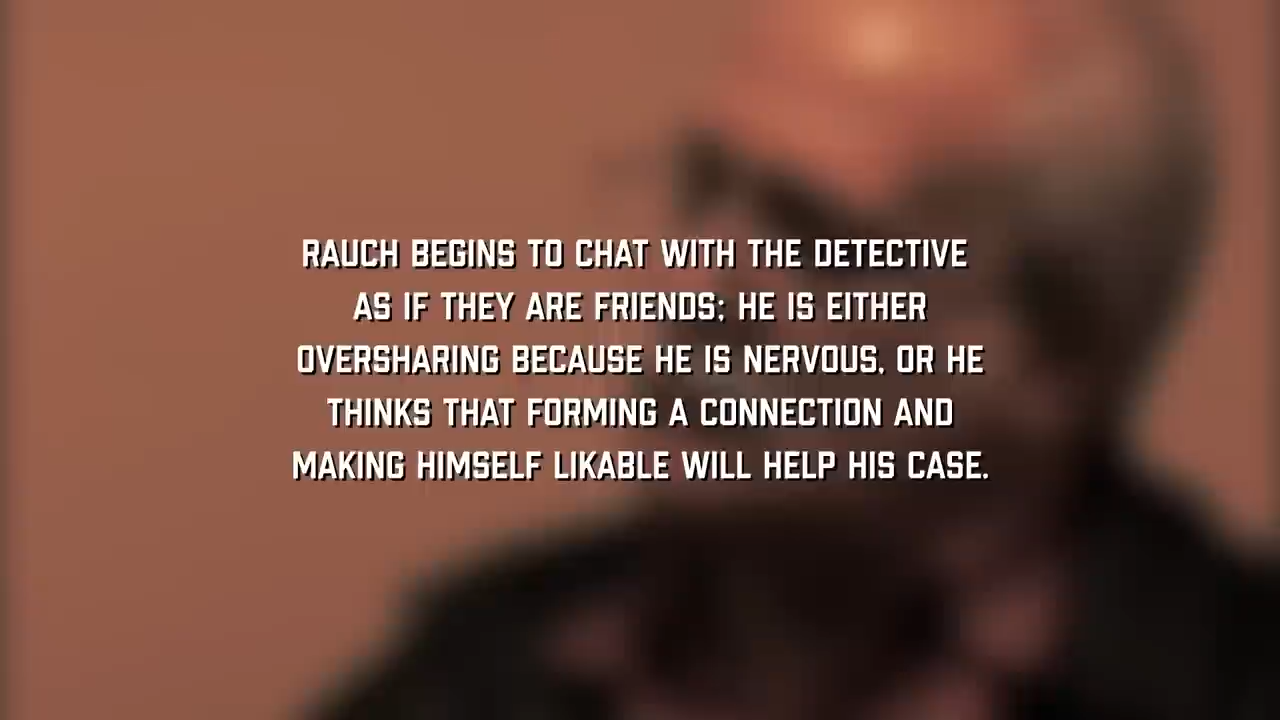 RAUCH BEGINS TO CHAT WITH THE DETECTIVE
AS IF THEY ARE FRIENDS; HE IS EITHER
OVERSHARING BECAUSE HE IS NERVOUS, OR HE
THINKS THAT FORMING A CONNECTION AND
MAKING HIMSELF LIKABLE WILL HELP HIS CASE.